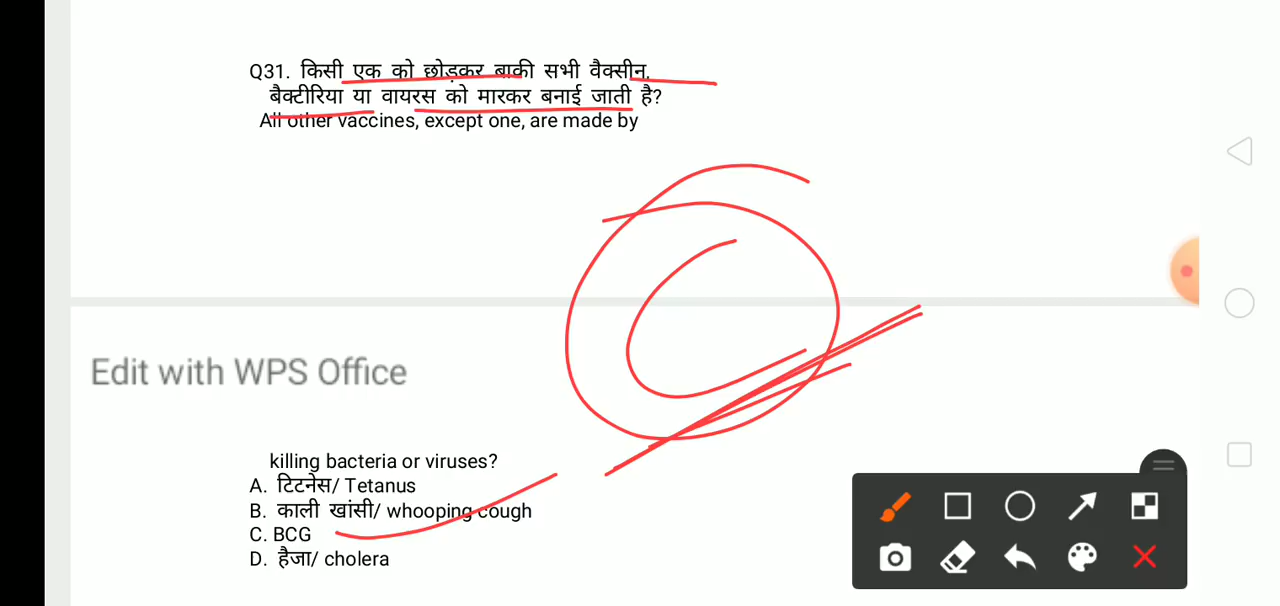 Q31. किसी एक को छोड़कर बाकी सभी वैक्सीन,
बैक्टीरिया या वायरस को मारकर बनाई जाती है?
All other vaccines, except one, are made by
Edit with WPS Office
killing bacteria or viruses?
A. टिटनेस/ Tetanus
B. काली खांसी/ whooping cough
C. BCG
D. हैजा/ cholera